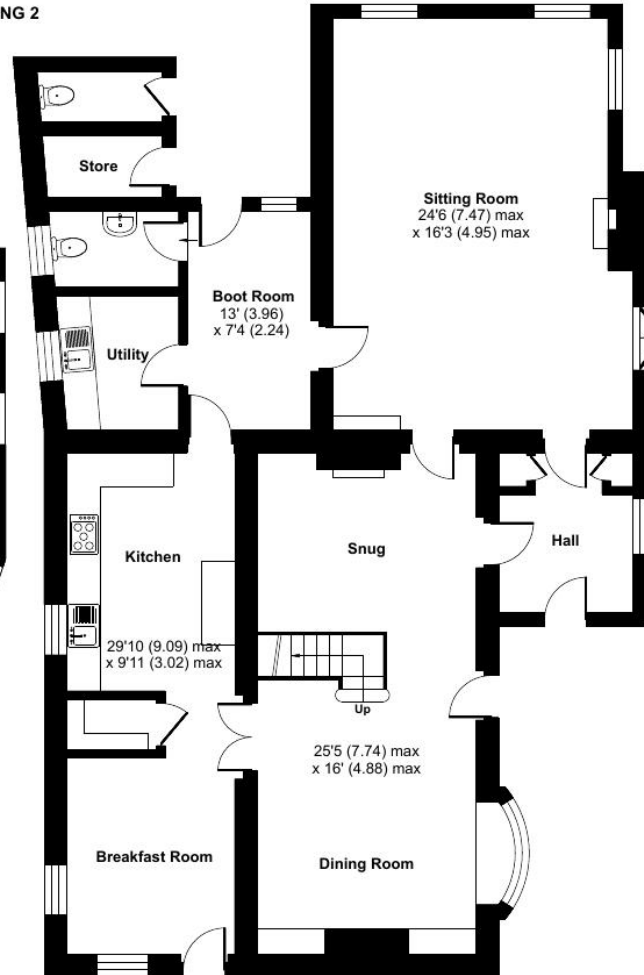 NG 2
Store
Sitting Room
24'6 (7.47) max
x 16'3 (4.95) max
Boot Room
13' (3.96)
x 7'4 (2.24)
Utility
Kitchen
Snug
Hall
29'10 (9.09) max
x 9'11 (3.02) max
Up
25'5 (7.74) max
x 16' (4.88) max
Breakfast Room
Dining Room